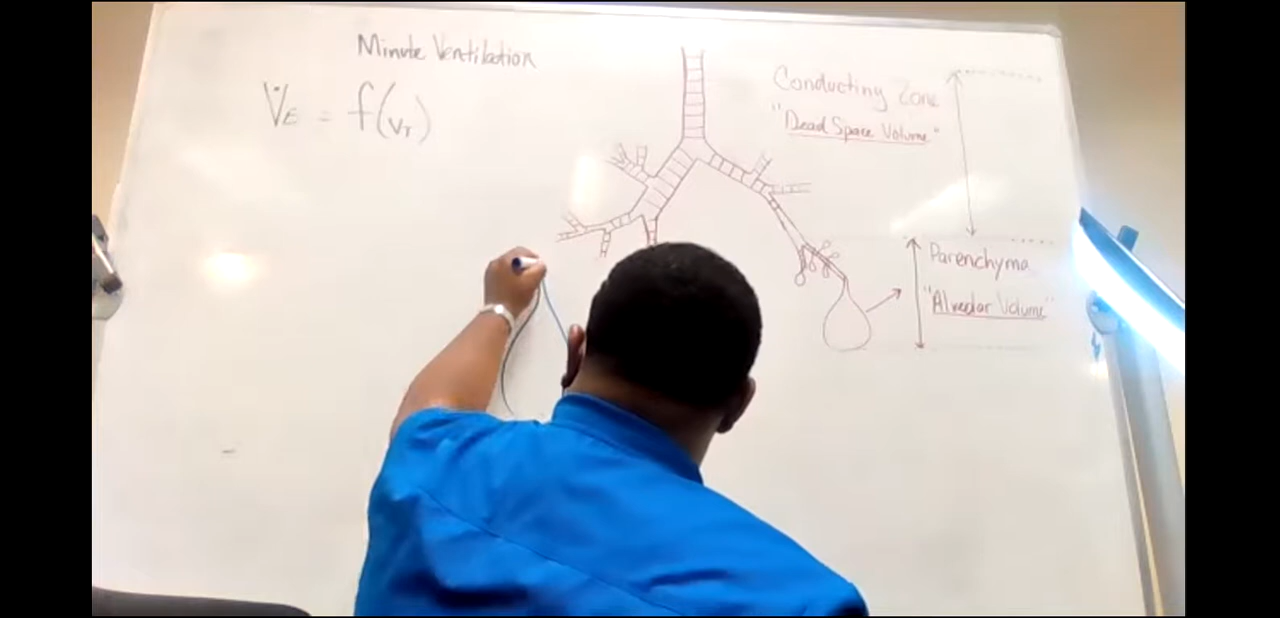 Minute Ventilation
V̇E = f(VT)
Conducting Zone
"Dead Space Volume"
Parenchyma
"Alveolar Volume"